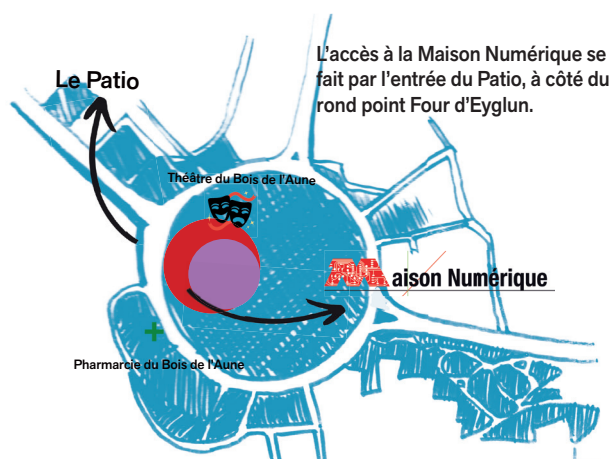 L'accès à la Maison Numérique se
fait par l'entrée du Patio, à côté du
rond point Four d'Eyglun.
Le Patio
Théâtre du Bois de l'Aune
Maison Numérique
Pharmarcie du Bois de l'Aune